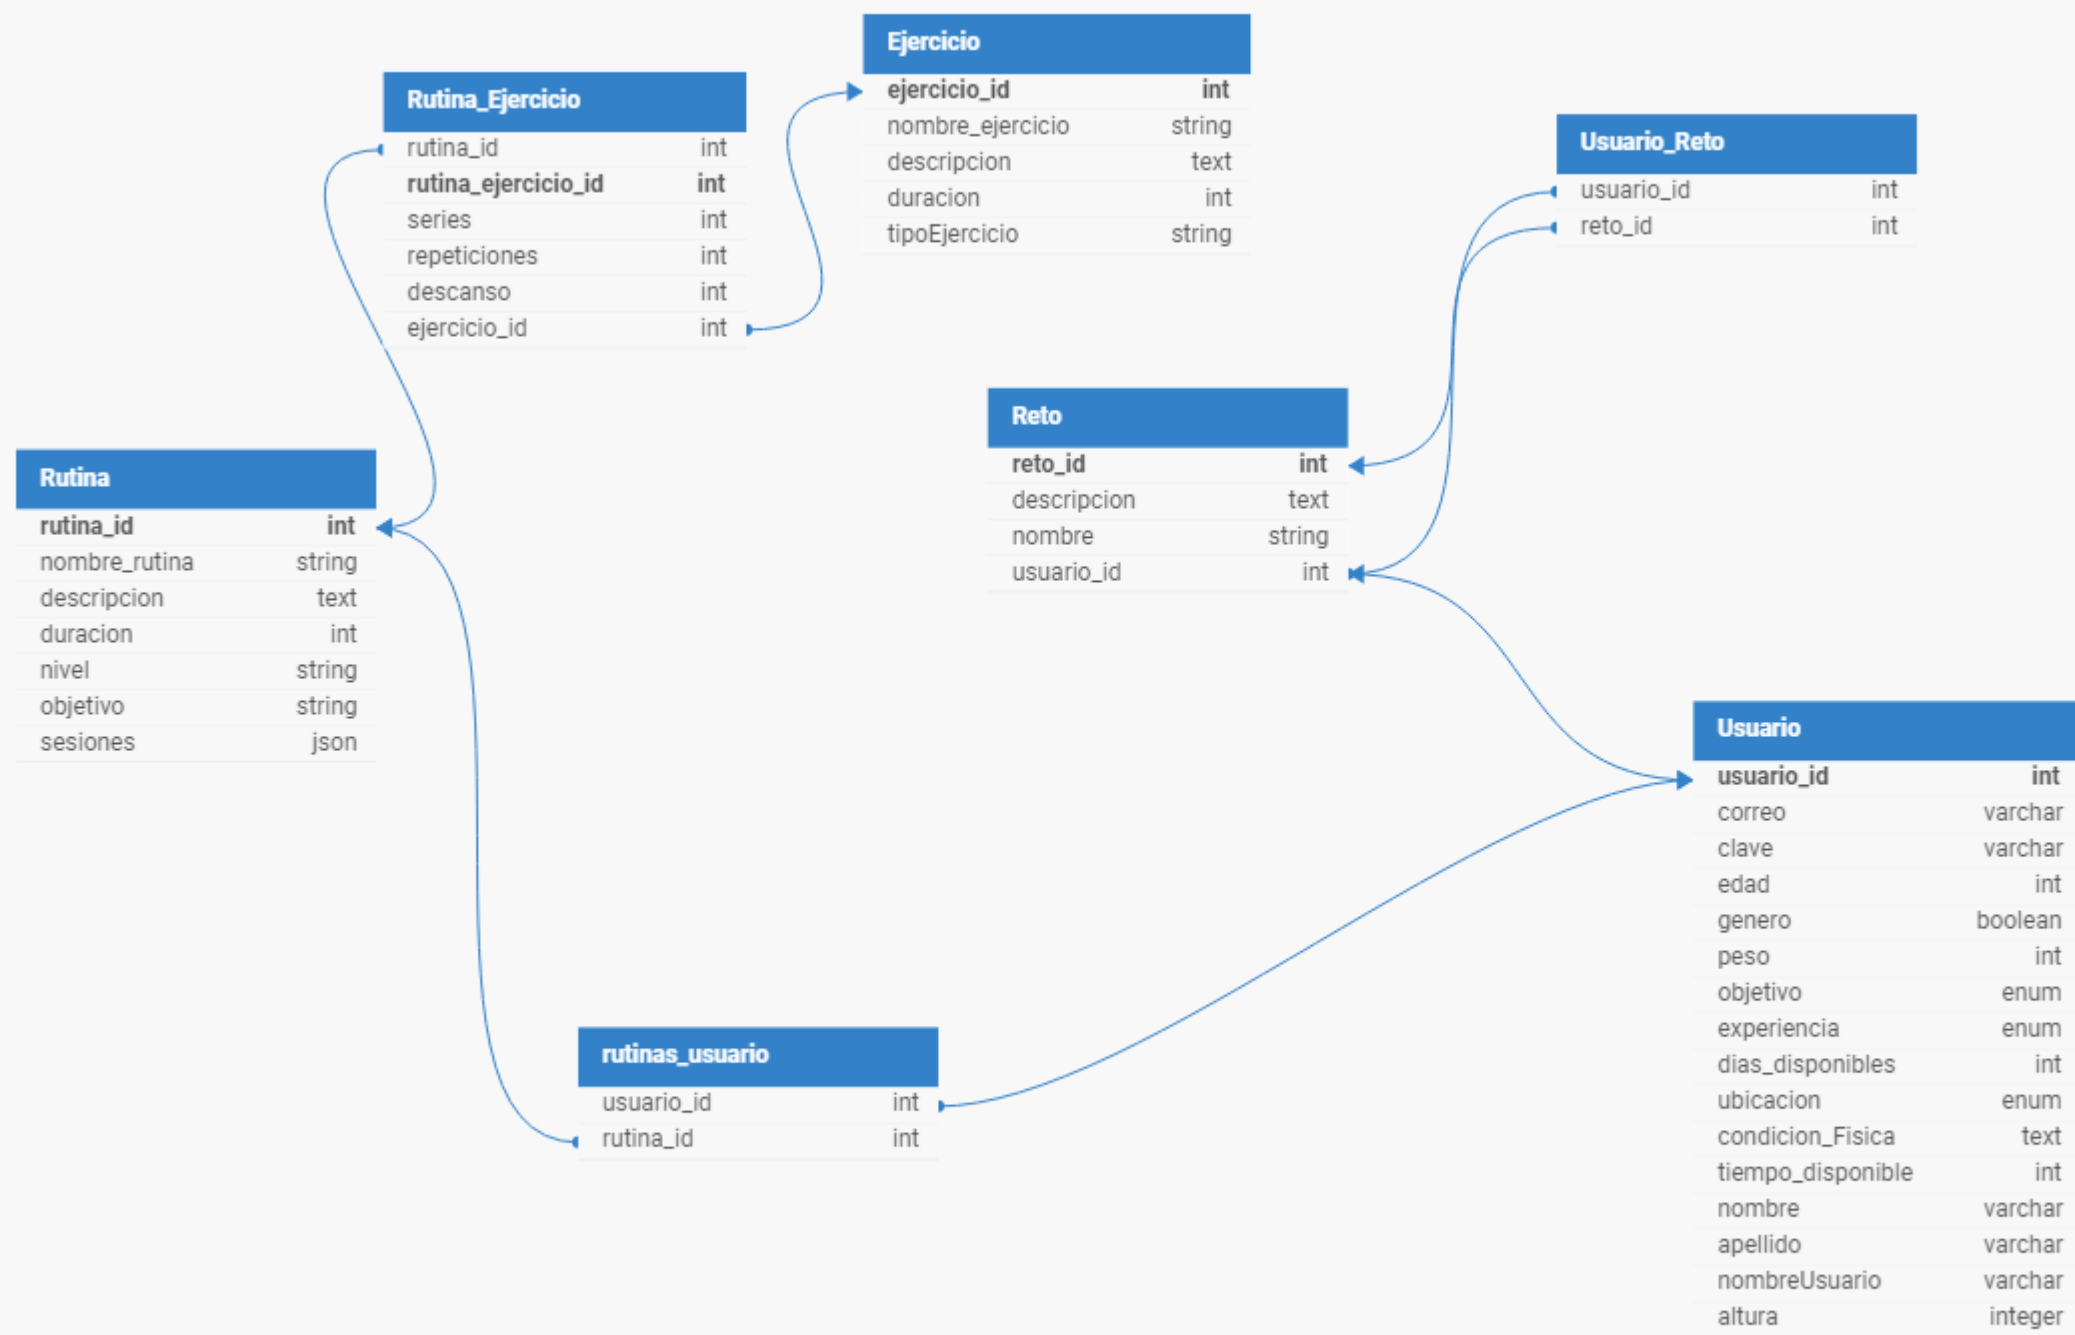 Ejercicio
ejercicio_id int
nombre_ejercicio string
descripcion text
duracion int
tipoEjercicio string
Rutina_Ejercicio
rutina_id int
rutina_ejercicio_id int
series int
repeticiones int
descanso int
ejercicio_id int
Usuario_Reto
usuario_id int
reto_id int
Reto
reto_id int
descripcion text
nombre string
usuario_id int
Rutina
rutina_id int
nombre_rutina string
descripcion text
duracion int
nivel string
objetivo string
sesiones json
Usuario
usuario_id int
correo varchar
clave varchar
edad int
genero boolean
peso int
objetivo enum
experiencia enum
dias_disponibles int
ubicacion enum
condicion_Fisica text
tiempo_disponible int
nombre varchar
apellido varchar
nombreUsuario varchar
altura integer
rutinas_usuario
usuario_id int
rutina_id int